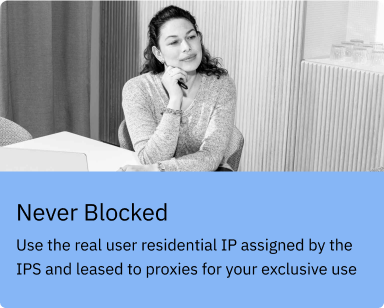 Never Blocked
Use the real user residential IP assigned by the
IPS and leased to proxies for your exclusive use